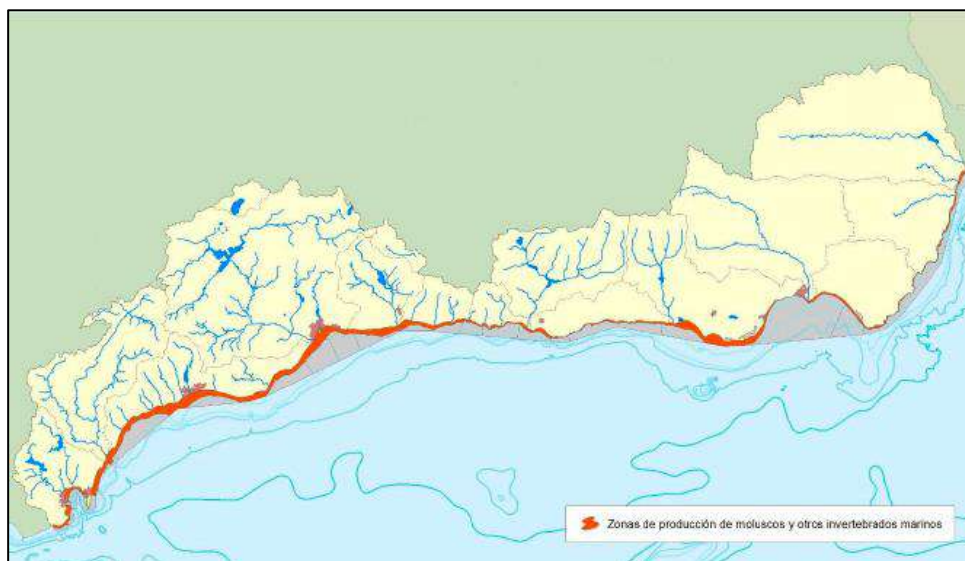 Zonas de producción de moluscos y otros invertebrados marinos